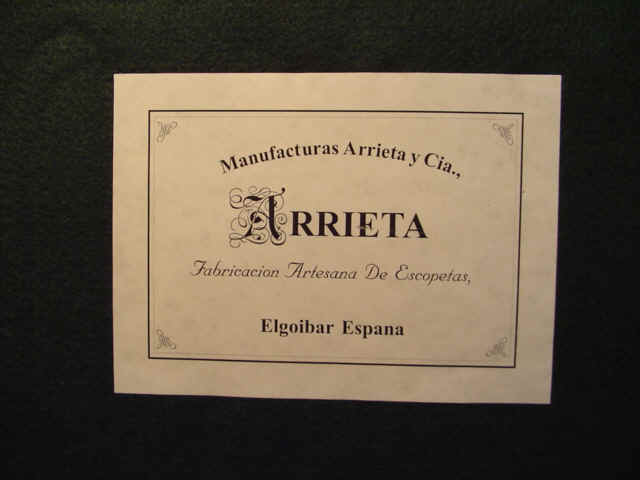 Manufacturas Arrieta y Cia.,
ARRIETA
Fabricacion Artesana De Escopetas,
Elgoibar Espana